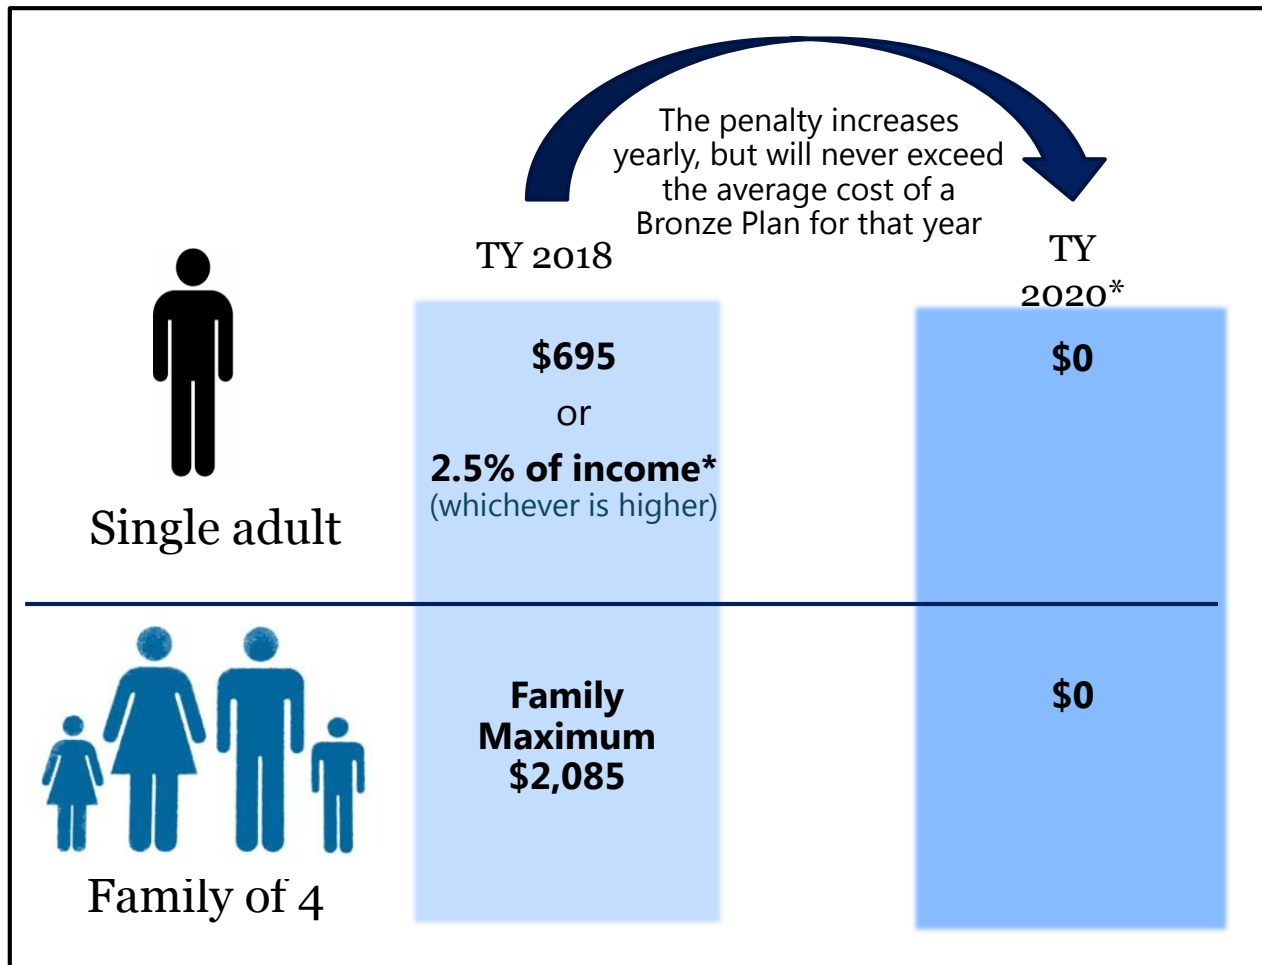 The penalty increases
yearly, but will never exceed
the average cost of a
Bronze Plan for that year
TY 2018
TY
2020*
$695
or
2.5% of income*
(whichever is higher)
$0
Single adult
Family
Maximum
$2,085
$0
Family of 4